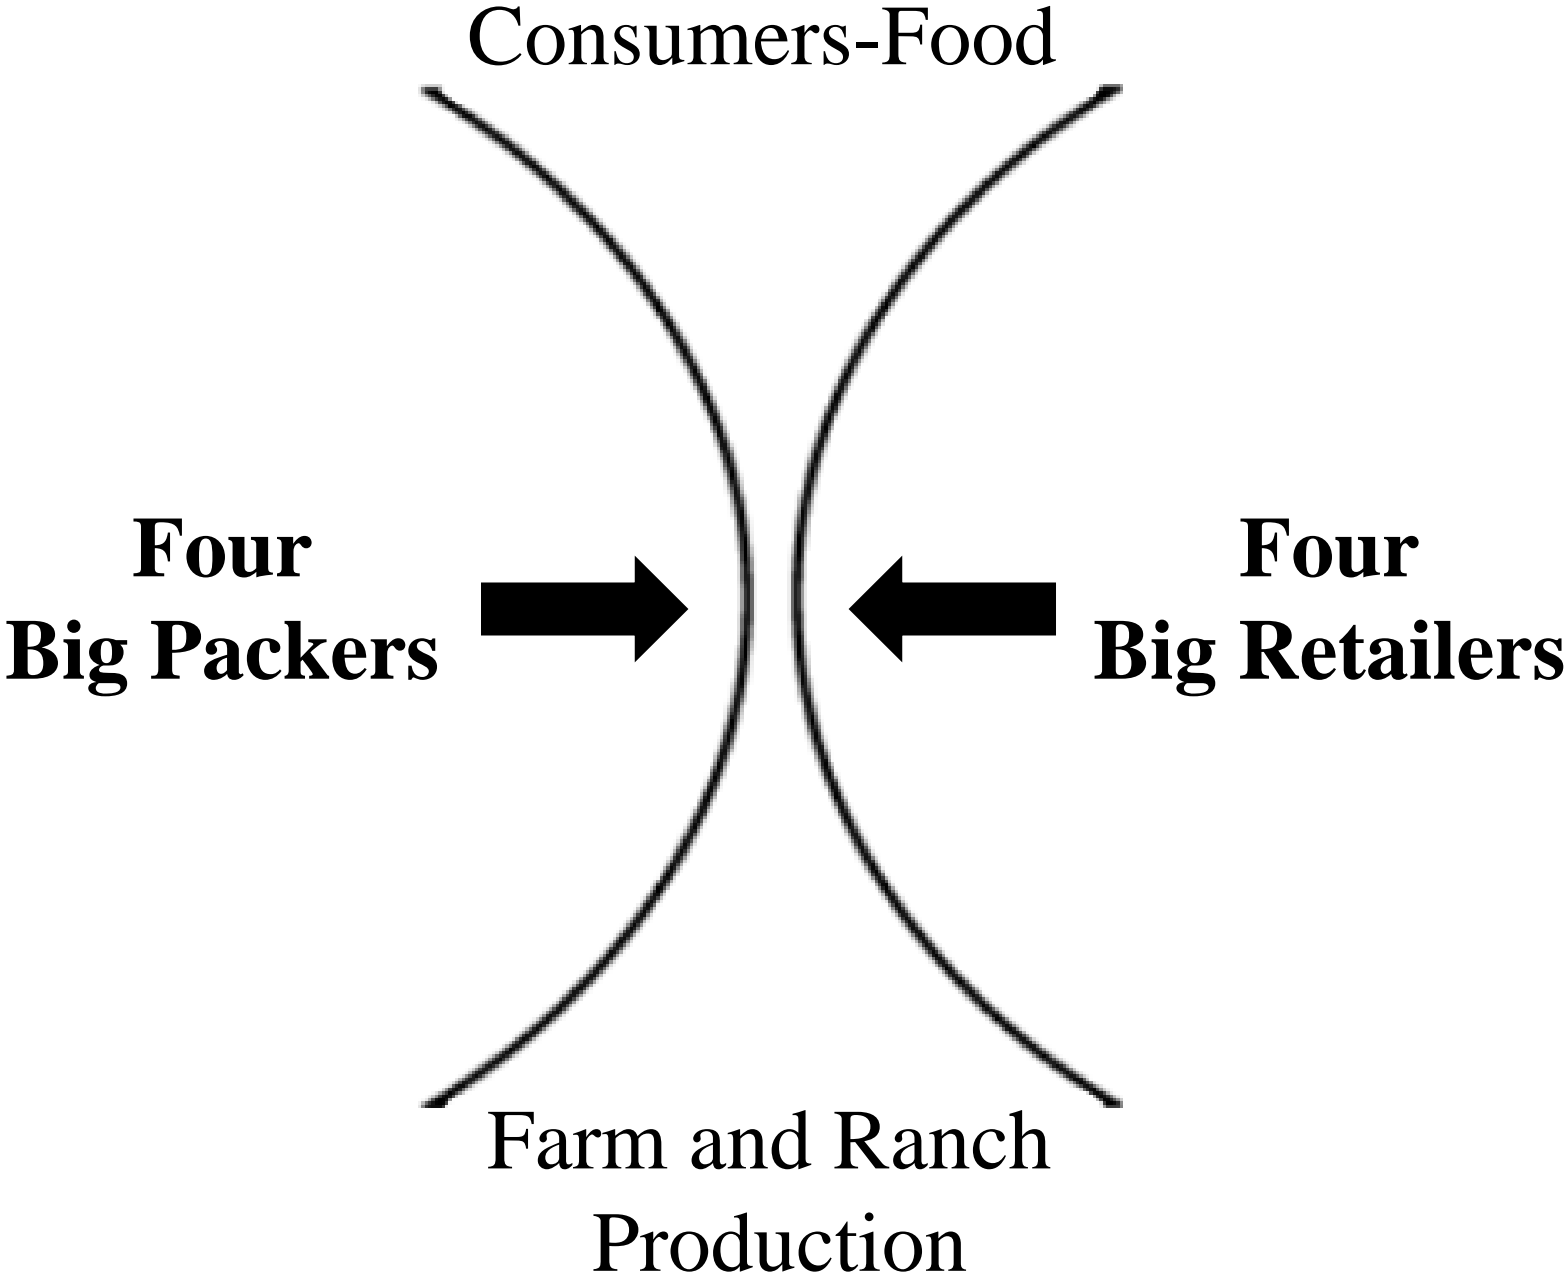 Consumers-Food
Four
Big Packers
Four
Big Retailers
Farm and Ranch
Production